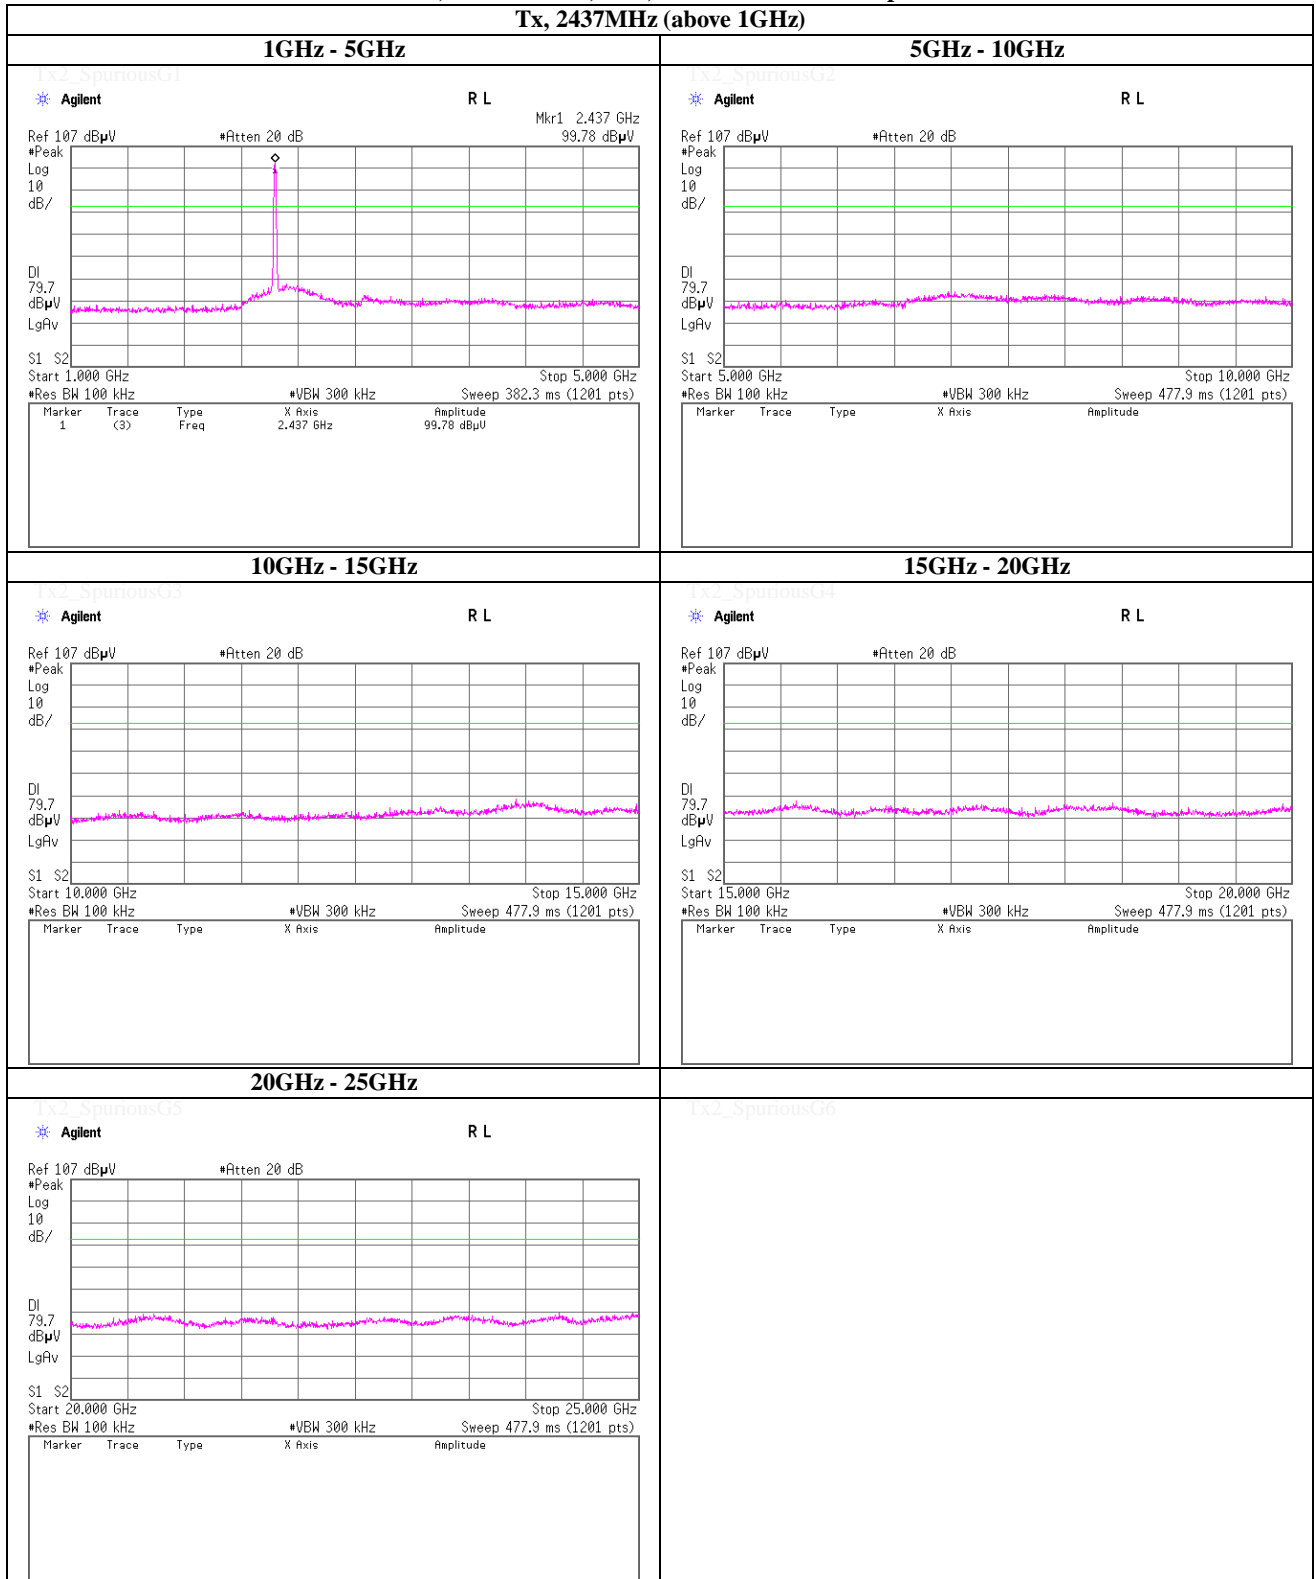 Tx, 2437MHz (above 1GHz)
1GHz - 5GHz
5GHz - 10GHz
Tx2_SpuriousG1
Agilent
R L
Mkr1 2.437 GHz
Ref 107 dBµV
#Atten 20 dB
99.78 dBµV
#Peak
Log
10
dB/
DI
79.7
dBµV
LgAv
S1 S2
Start 1.000 GHz
Stop 5.000 GHz
#Res BW 100 kHz
#VBW 300 kHz
Sweep 382.3 ms (1201 pts)
Marker Trace Type X Axis Amplitude
1 (3) Freq 2.437 GHz 99.78 dBµV
Tx2_SpuriousG2
Agilent
R L
Ref 107 dBµV
#Atten 20 dB
#Peak
Log
10
dB/
DI
79.7
dBµV
LgAv
S1 S2
Start 5.000 GHz
Stop 10.000 GHz
#Res BW 100 kHz
#VBW 300 kHz
Sweep 477.9 ms (1201 pts)
Marker Trace Type X Axis Amplitude
10GHz - 15GHz
15GHz - 20GHz
Tx2_SpuriousG3
Agilent
R L
Ref 107 dBµV
#Atten 20 dB
#Peak
Log
10
dB/
DI
79.7
dBµV
LgAv
S1 S2
Start 10.000 GHz
Stop 15.000 GHz
#Res BW 100 kHz
#VBW 300 kHz
Sweep 477.9 ms (1201 pts)
Marker Trace Type X Axis Amplitude
Tx2_SpuriousG4
Agilent
R L
Ref 107 dBµV
#Atten 20 dB
#Peak
Log
10
dB/
DI
79.7
dBµV
LgAv
S1 S2
Start 15.000 GHz
Stop 20.000 GHz
#Res BW 100 kHz
#VBW 300 kHz
Sweep 477.9 ms (1201 pts)
Marker Trace Type X Axis Amplitude
20GHz - 25GHz
Tx2_SpuriousG5
Agilent
R L
Ref 107 dBµV
#Atten 20 dB
#Peak
Log
10
dB/
DI
79.7
dBµV
LgAv
S1 S2
Start 20.000 GHz
Stop 25.000 GHz
#Res BW 100 kHz
#VBW 300 kHz
Sweep 477.9 ms (1201 pts)
Marker Trace Type X Axis Amplitude
Tx2_SpuriousG6